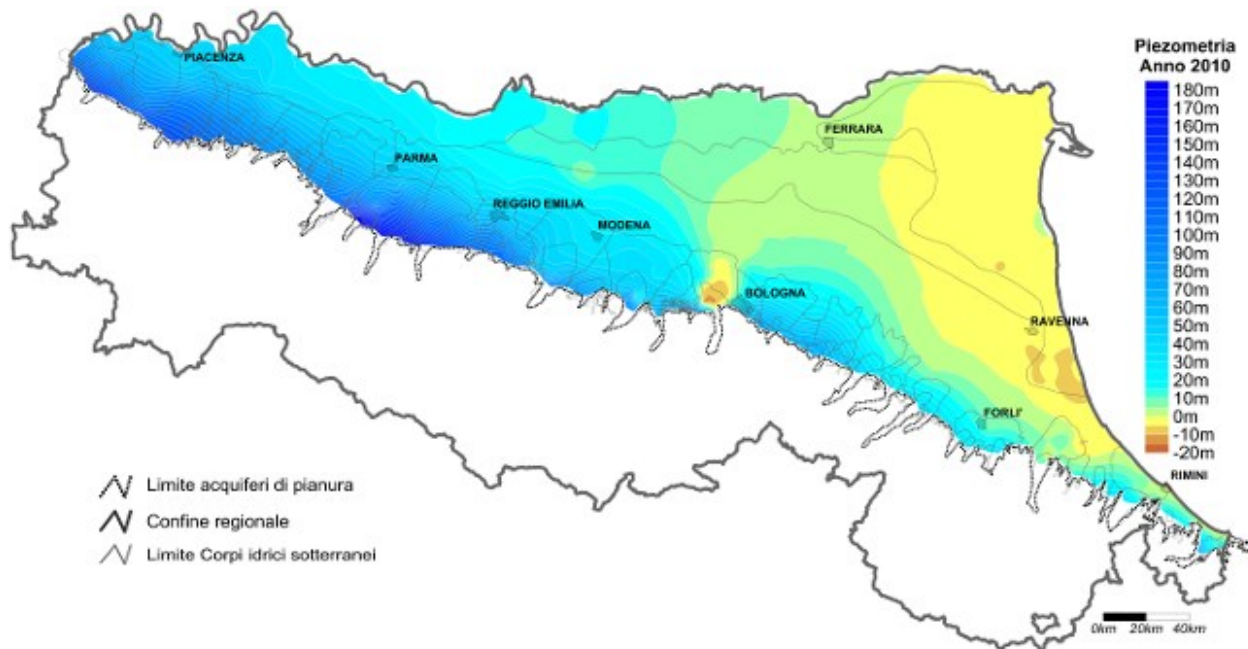 Piezometria
Anno 2010
180m
170m
160m
150m
140m
130m
120m
110m
100m
90m
80m
70m
60m
50m
40m
30m
20m
10m
0m
-10m
-20m
PIACENZA
PARMA
REGGIO EMILIA
MODENA
BOLOGNA
FERRARA
RAVENNA
FORLI'
RIMINI
Limite acquiferi di pianura
Confine regionale
Limite Corpi idrici sotterranei
0km 20km 40km